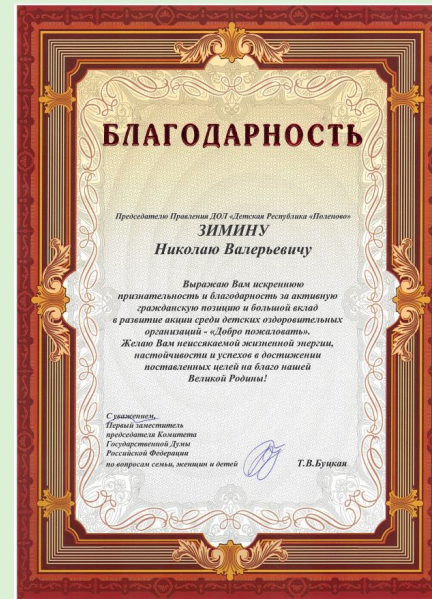 БЛАГОДАРНОСТЬ
Председателю Правления ДОЛ «Детская Республика «Поленово»
ЗИМИНУ
Николаю Валерьевичу
Выражаю Вам искреннюю
признательность и благодарность за активную
гражданскую позицию и большой вклад
в развитие акции среди детских оздоровительных
организаций - «Добро пожаловать».
Желаю Вам неиссякаемой жизненной энергии,
настойчивости и успехов в достижении
поставленных целей на благо нашей
Великой Родины!
С уважением,
Первый заместитель
председателя Комитета
Государственной Думы
Российской Федерации
по вопросам семьи, женщин и детей
Т.В.Буцкая